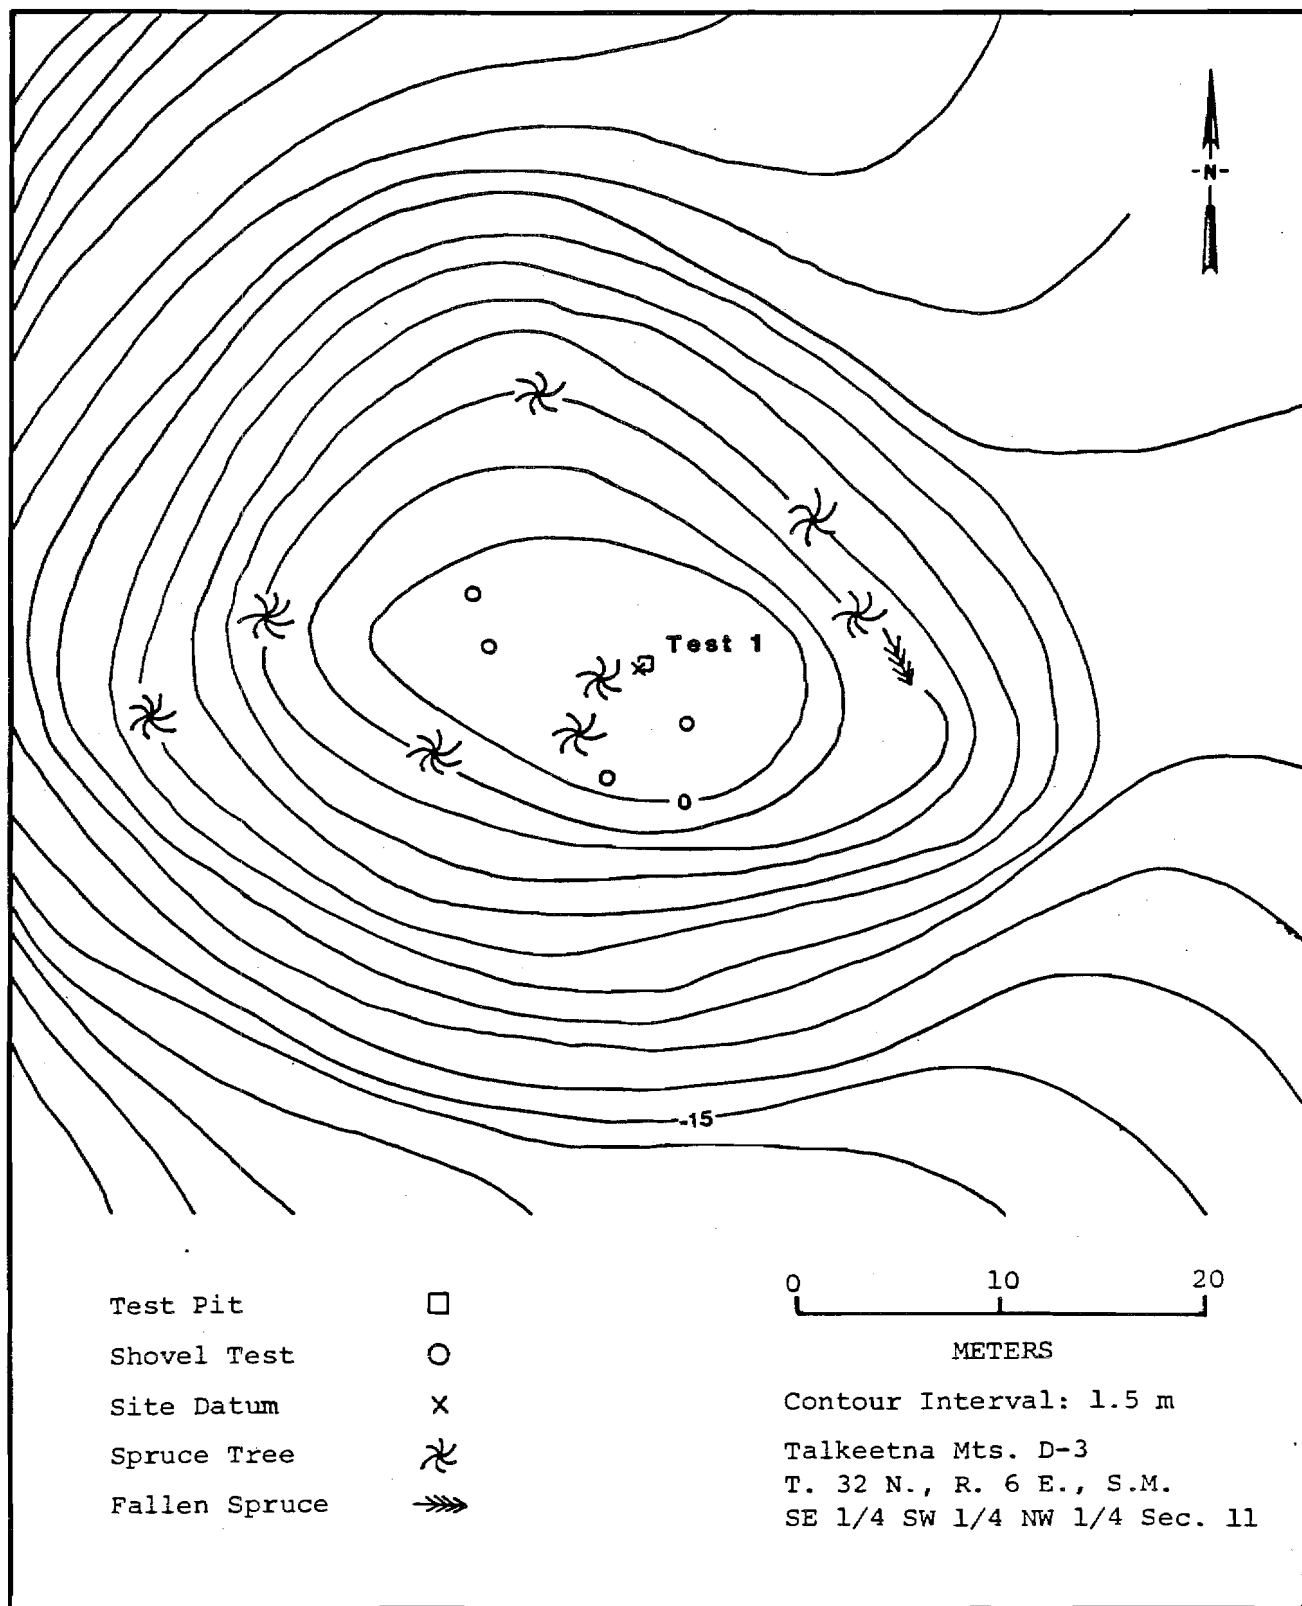 -N-
Test 1
0
-15
Test Pit
Shovel Test
Site Datum
Spruce Tree
Fallen Spruce
0 10 20
METERS
Contour Interval: 1.5 m
Talkeetna Mts. D-3
T. 32 N., R. 6 E., S.M.
SE 1/4 SW 1/4 NW 1/4 Sec. 11